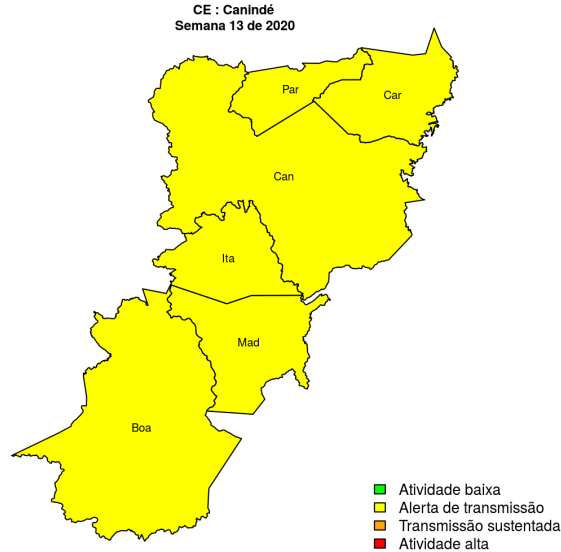 CE : Canindé
Semana 13 de 2020
Par
Car
Can
Ita
Mad
Boa
Atividade baixa
Alerta de transmissão
Transmissão sustentada
Atividade alta